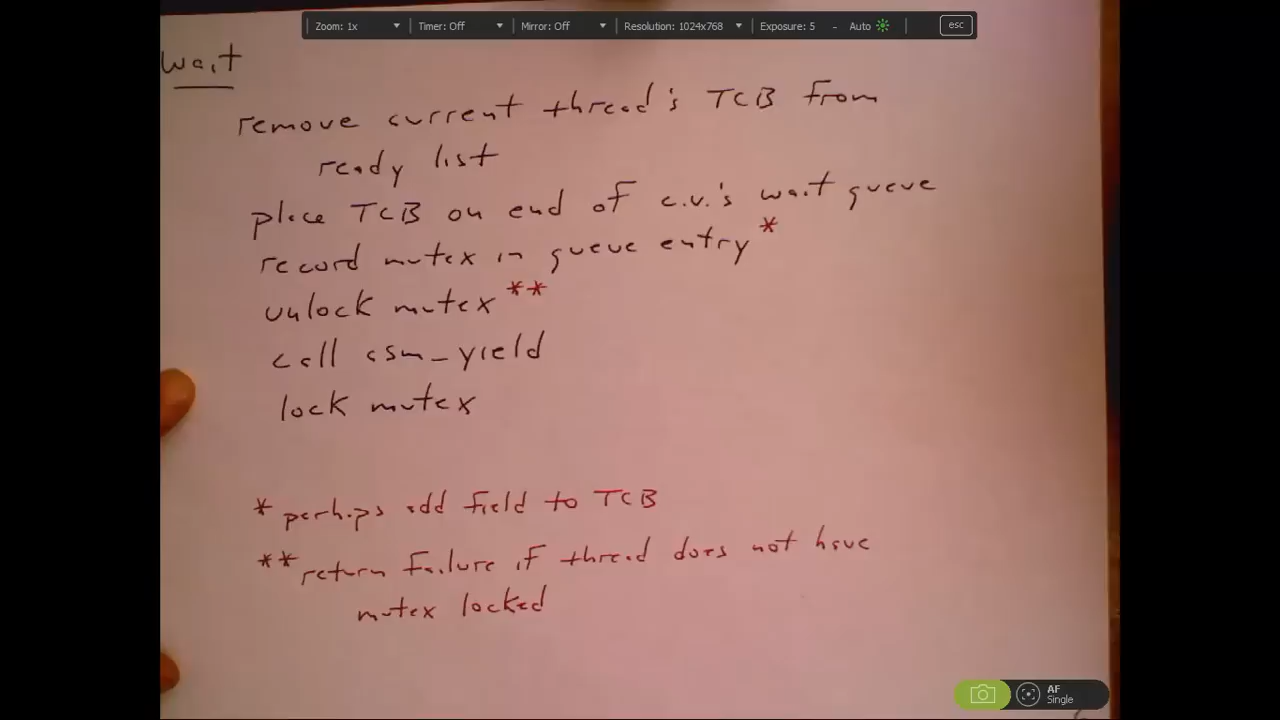 Zoom: 1x Timer: Off Mirror: Off Resolution: 1024x768 Exposure: 5 - Auto esc
wait
remove current thread's TCB from
ready list
place TCB on end of c.v.'s wait queue
record mutex in queue entry*
unlock mutex**
call asm_yield
lock mutex
* perhaps add field to TCB
** return failure if thread does not have
mutex locked
AF
Single